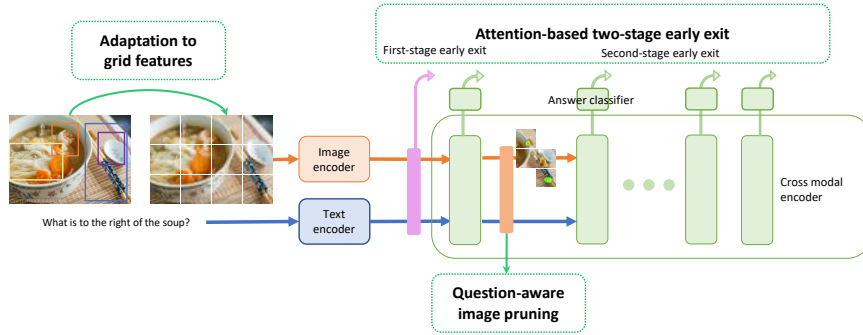 Attention-based two-stage early exit
First-stage early exit
Second-stage early exit
Adaptation to
grid features
Answer classifier
Image
encoder
Cross modal
encoder
What is to the right of the soup?
Text
encoder
Question-aware
image pruning